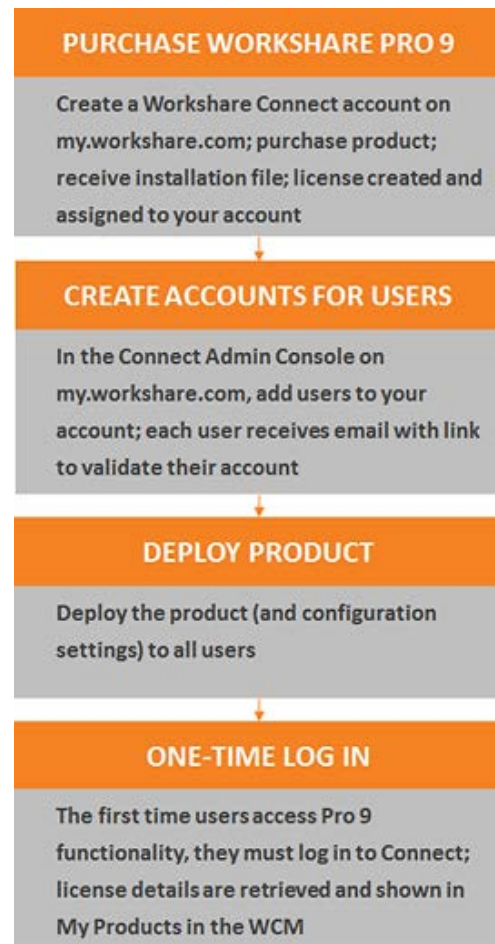 PURCHASE WORKSHARE PRO 9
Create a Workshare Connect account on
my.workshare.com; purchase product;
receive installation file; license created and
assigned to your account
CREATE ACCOUNTS FOR USERS
In the Connect Admin Console on
my.workshare.com, add users to your
account; each user receives email with link
to validate their account
DEPLOY PRODUCT
Deploy the product (and configuration
settings) to all users
ONE-TIME LOG IN
The first time users access Pro 9
functionality, they must log in to Connect;
license details are retrieved and shown in
My Products in the WCM